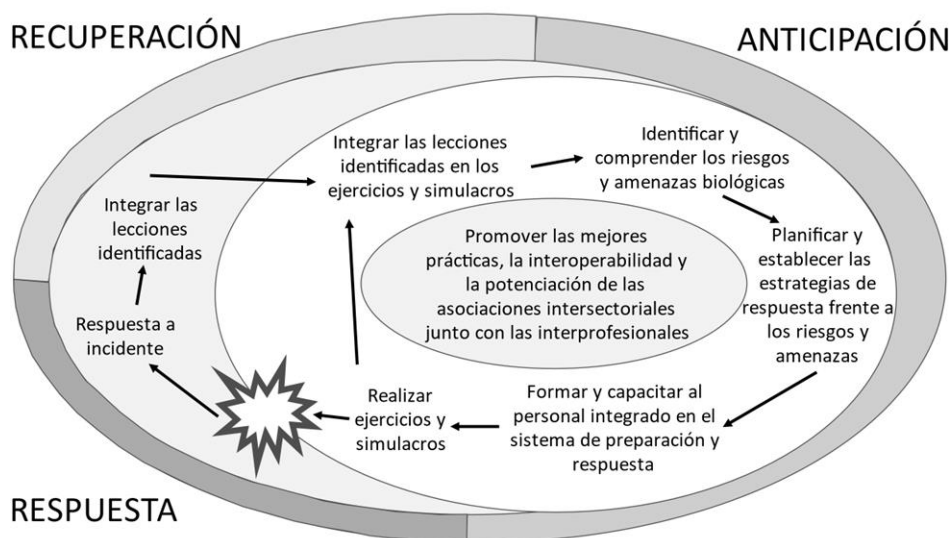 RECUPERACIÓN
ANTICIPACIÓN
Integrar las lecciones
identificadas en los
ejercicios y simulacros
Identificar y
comprender los riesgos
y amenazas biológicas
Planificar y
establecer las
estrategias de
respuesta frente a
los riesgos y
amenazas
Formar y capacitar al
personal integrado en el
sistema de preparación y
respuesta
Realizar
ejercicios y
simulacros
Respuesta a
incidente
Integrar las
lecciones
identificadas
Promover las mejores
prácticas, la interoperabilidad y
la potenciación de las
asociaciones intersectoriales
junto con las interprofesionales
RESPUESTA